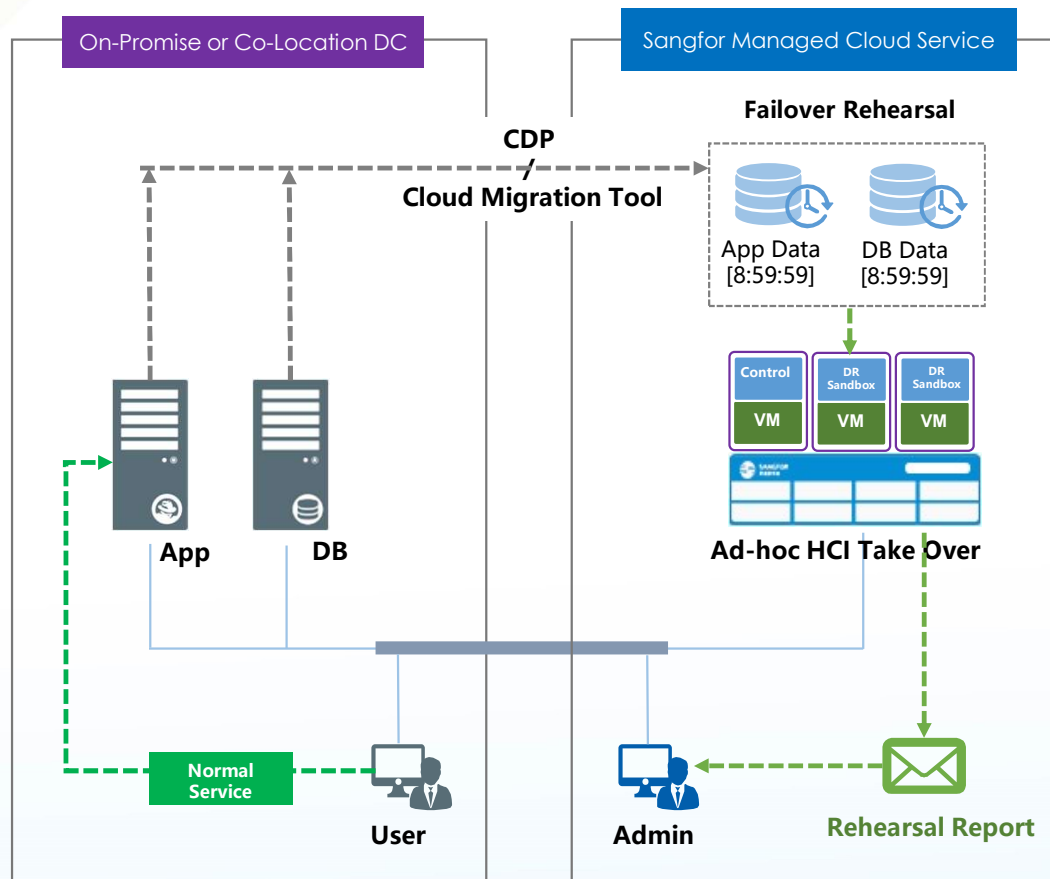 On-Promise or Co-Location DC
Sangfor Managed Cloud Service
Failover Rehearsal
CDP
/
Cloud Migration Tool
App Data
[8:59:59]
DB Data
[8:59:59]
Control
VM
DR
Sandbox
VM
DR
Sandbox
VM
SANGFOR
Ad-hoc HCI Take Over
App
DB
Normal
Service
User
Admin
Rehearsal Report